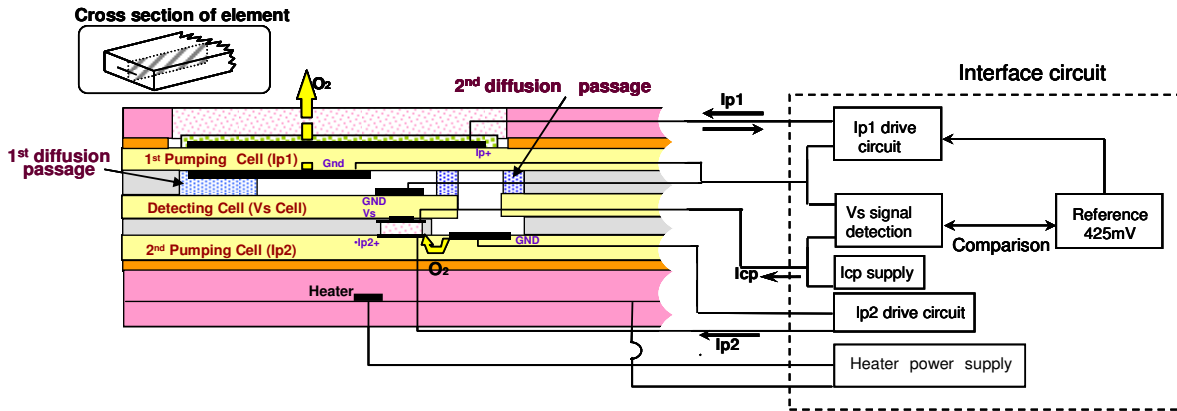 Cross section of element
O2
2nd diffusion passage
Interface circuit
Ip1
Ip1 drive
circuit
1st diffusion
passage
Ip+
1st Pumping Cell (Ip1)
Gnd
Detecting Cell (Vs Cell)
GND
Vs
Vs signal
detection
Reference
425mV
Comparison
•Ip2+
2nd Pumping Cell (Ip2)
GND
O2
Icp
Icp supply
Heater
Ip2 drive circuit
Ip2
Heater power supply